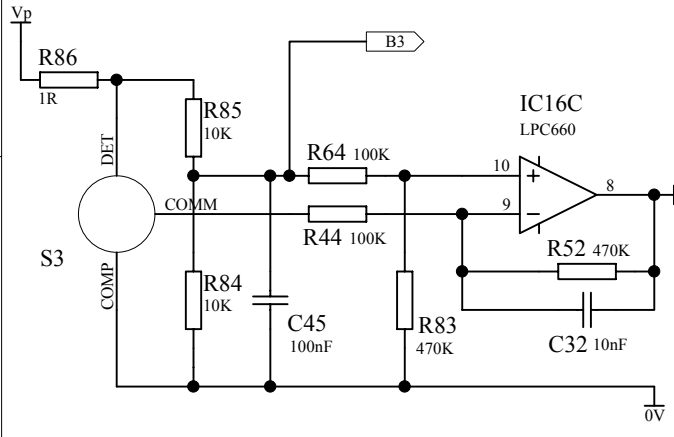 Vp
R86
1R
B3
R85
10K
IC16C
LPC660
DET
R64 100K
10
+
8
COMM
9
−
S3
R44 100K
R52 470K
COMP
R84
10K
C45
100nF
R83
470K
C32 10nF
0V